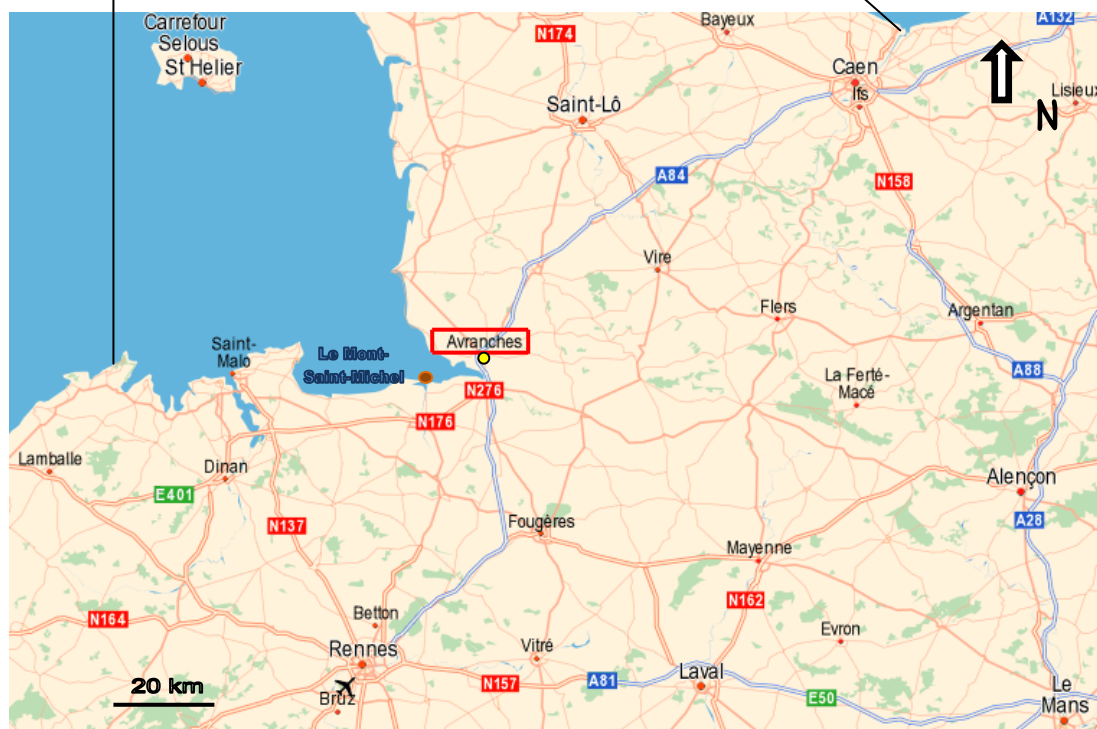 Carrefour
Selous
St Helier
N174
Bayeux
A132
Caen
Ifs
Lisieux
N
Saint-Lô
A84
N158
Vire
Flers
Argentan
Avranches
Saint-
Malo
Le Mont-
Saint-Michel
N276
N176
La Ferté-
Macé
A88
Lamballe
Dinan
E401
Alençon
N137
Fougères
A28
Mayenne
N164
Betton
N162
Evron
Rennes
Vitré
20 km
Bruz
N157
A81
Laval
E50
Le
Mans